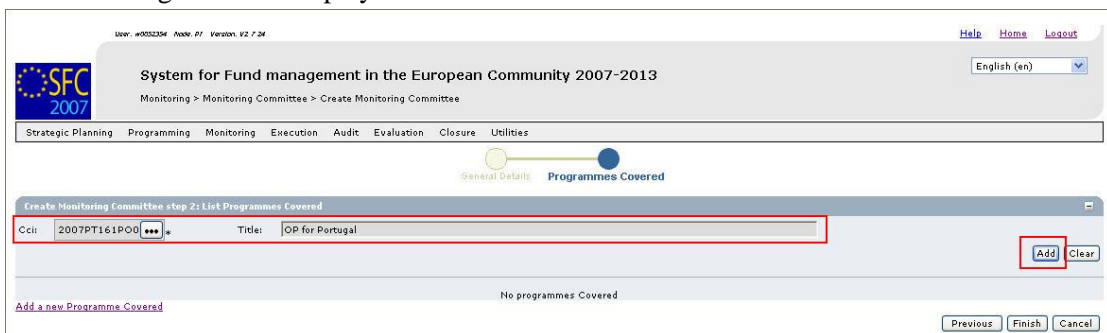 User. w0032354 Node. P1 Version. V2 7 24
Help Home Logout
SFC
2007
System for Fund management in the European Community 2007-2013
English (en)
Monitoring > Monitoring Committee > Create Monitoring Committee
Strategic Planning Programming Monitoring Execution Audit Evaluation Closure Utilities
General Details Programmes Covered
Create Monitoring Committee step 2: List Programmes Covered
Cci: 2007PT161PO0 ... * Title: OP for Portugal
Add Clear
No programmes Covered
Add a new Programme Covered
Previous Finish Cancel